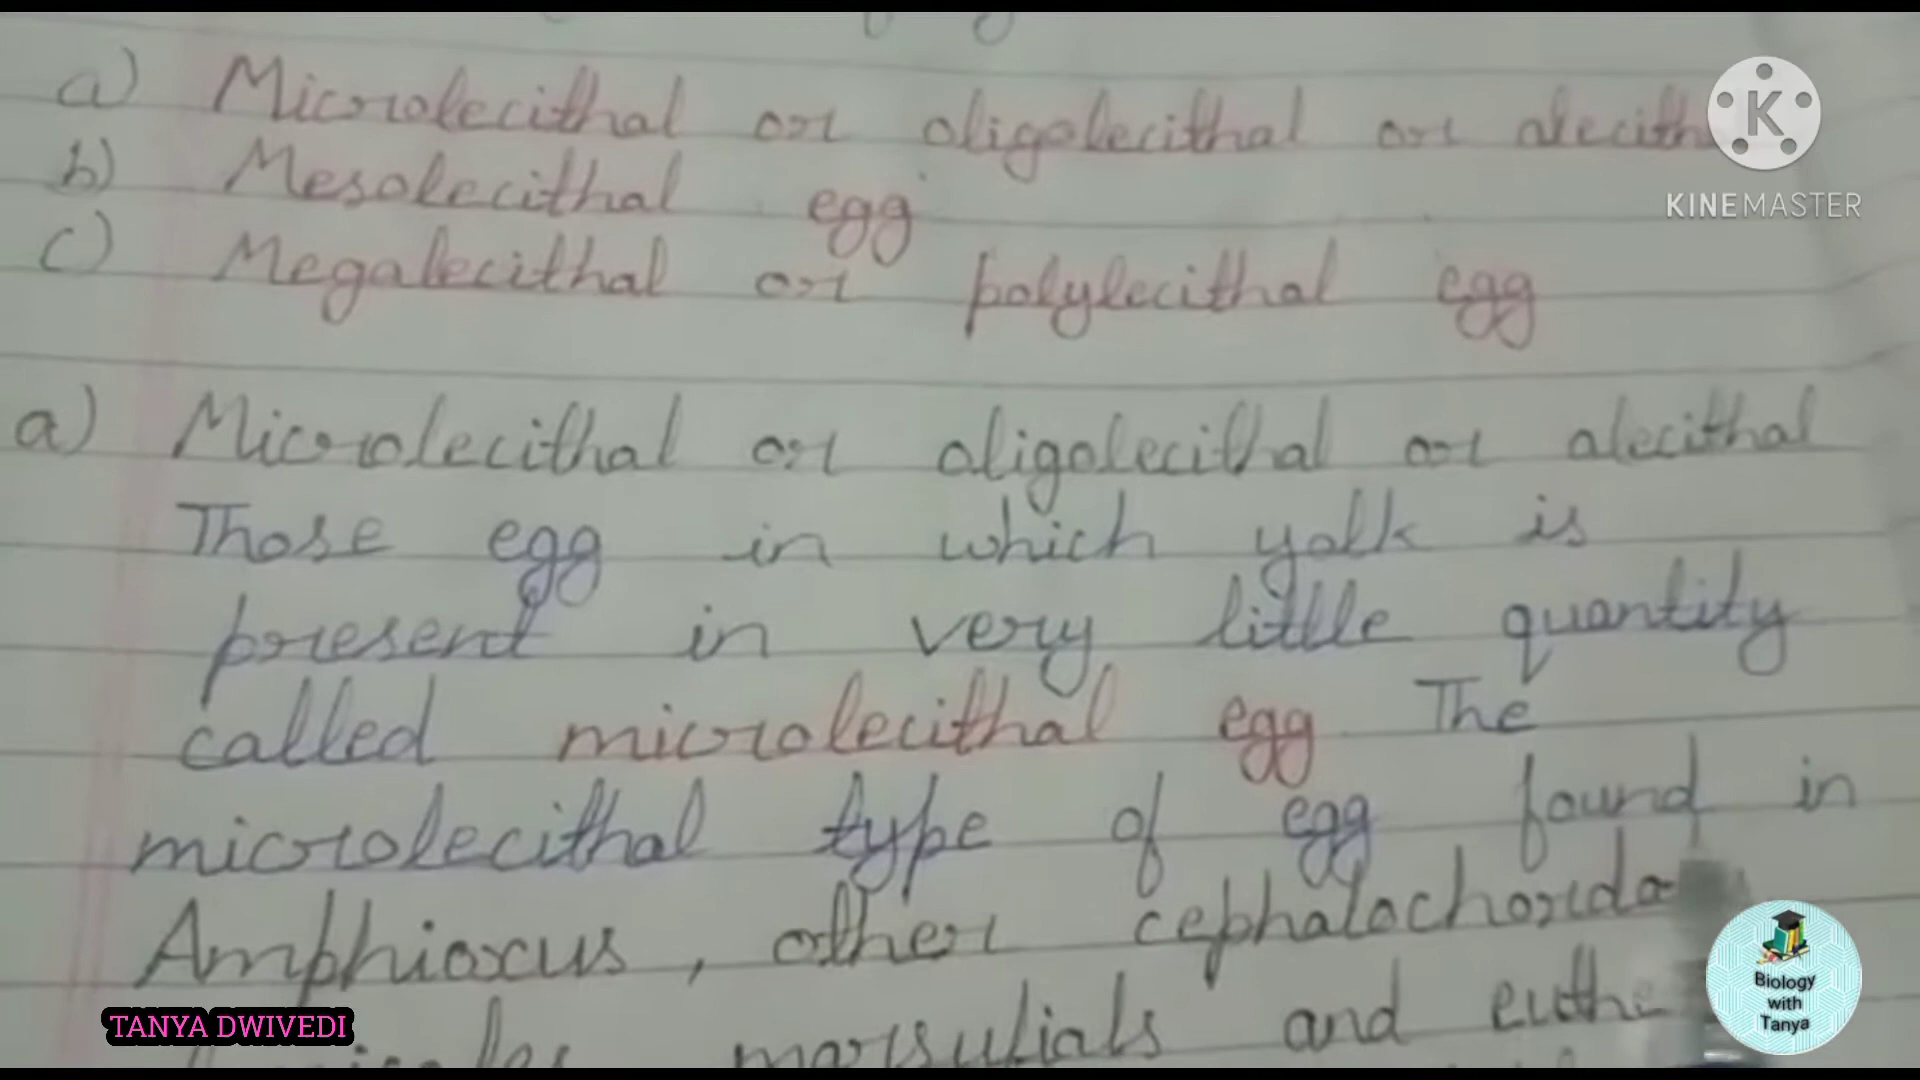 a) Microlecithal or oligolecithal or alecith
b) Mesolecithal egg
c) Megalecithal or polylecithal egg
a) Microlecithal or oligolecithal or alecithal
Those egg in which yolk is
present in very little quantity
called microlecithal egg. The
microlecithal type of egg found in
Amphioxus, other cephalochorda
marsulials and euthe
K
KINEMASTER
Biology
with
Tanya
TANYA DWIVEDI